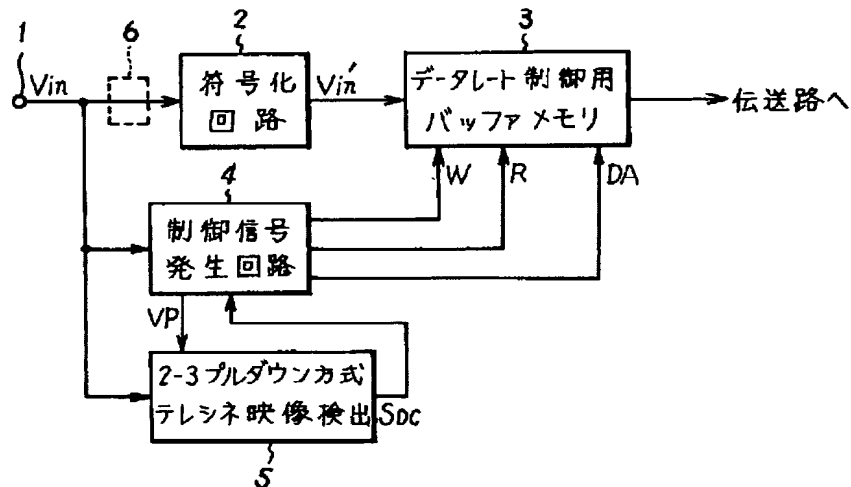 1
Vin
6
2
符号化
回路
Vin'
3
データレート制御用
バッファメモリ
伝送路へ
W
R
DA
4
制御信号
発生回路
VP
2-3プルダウン方式
テレシネ映像検出
SDC
5